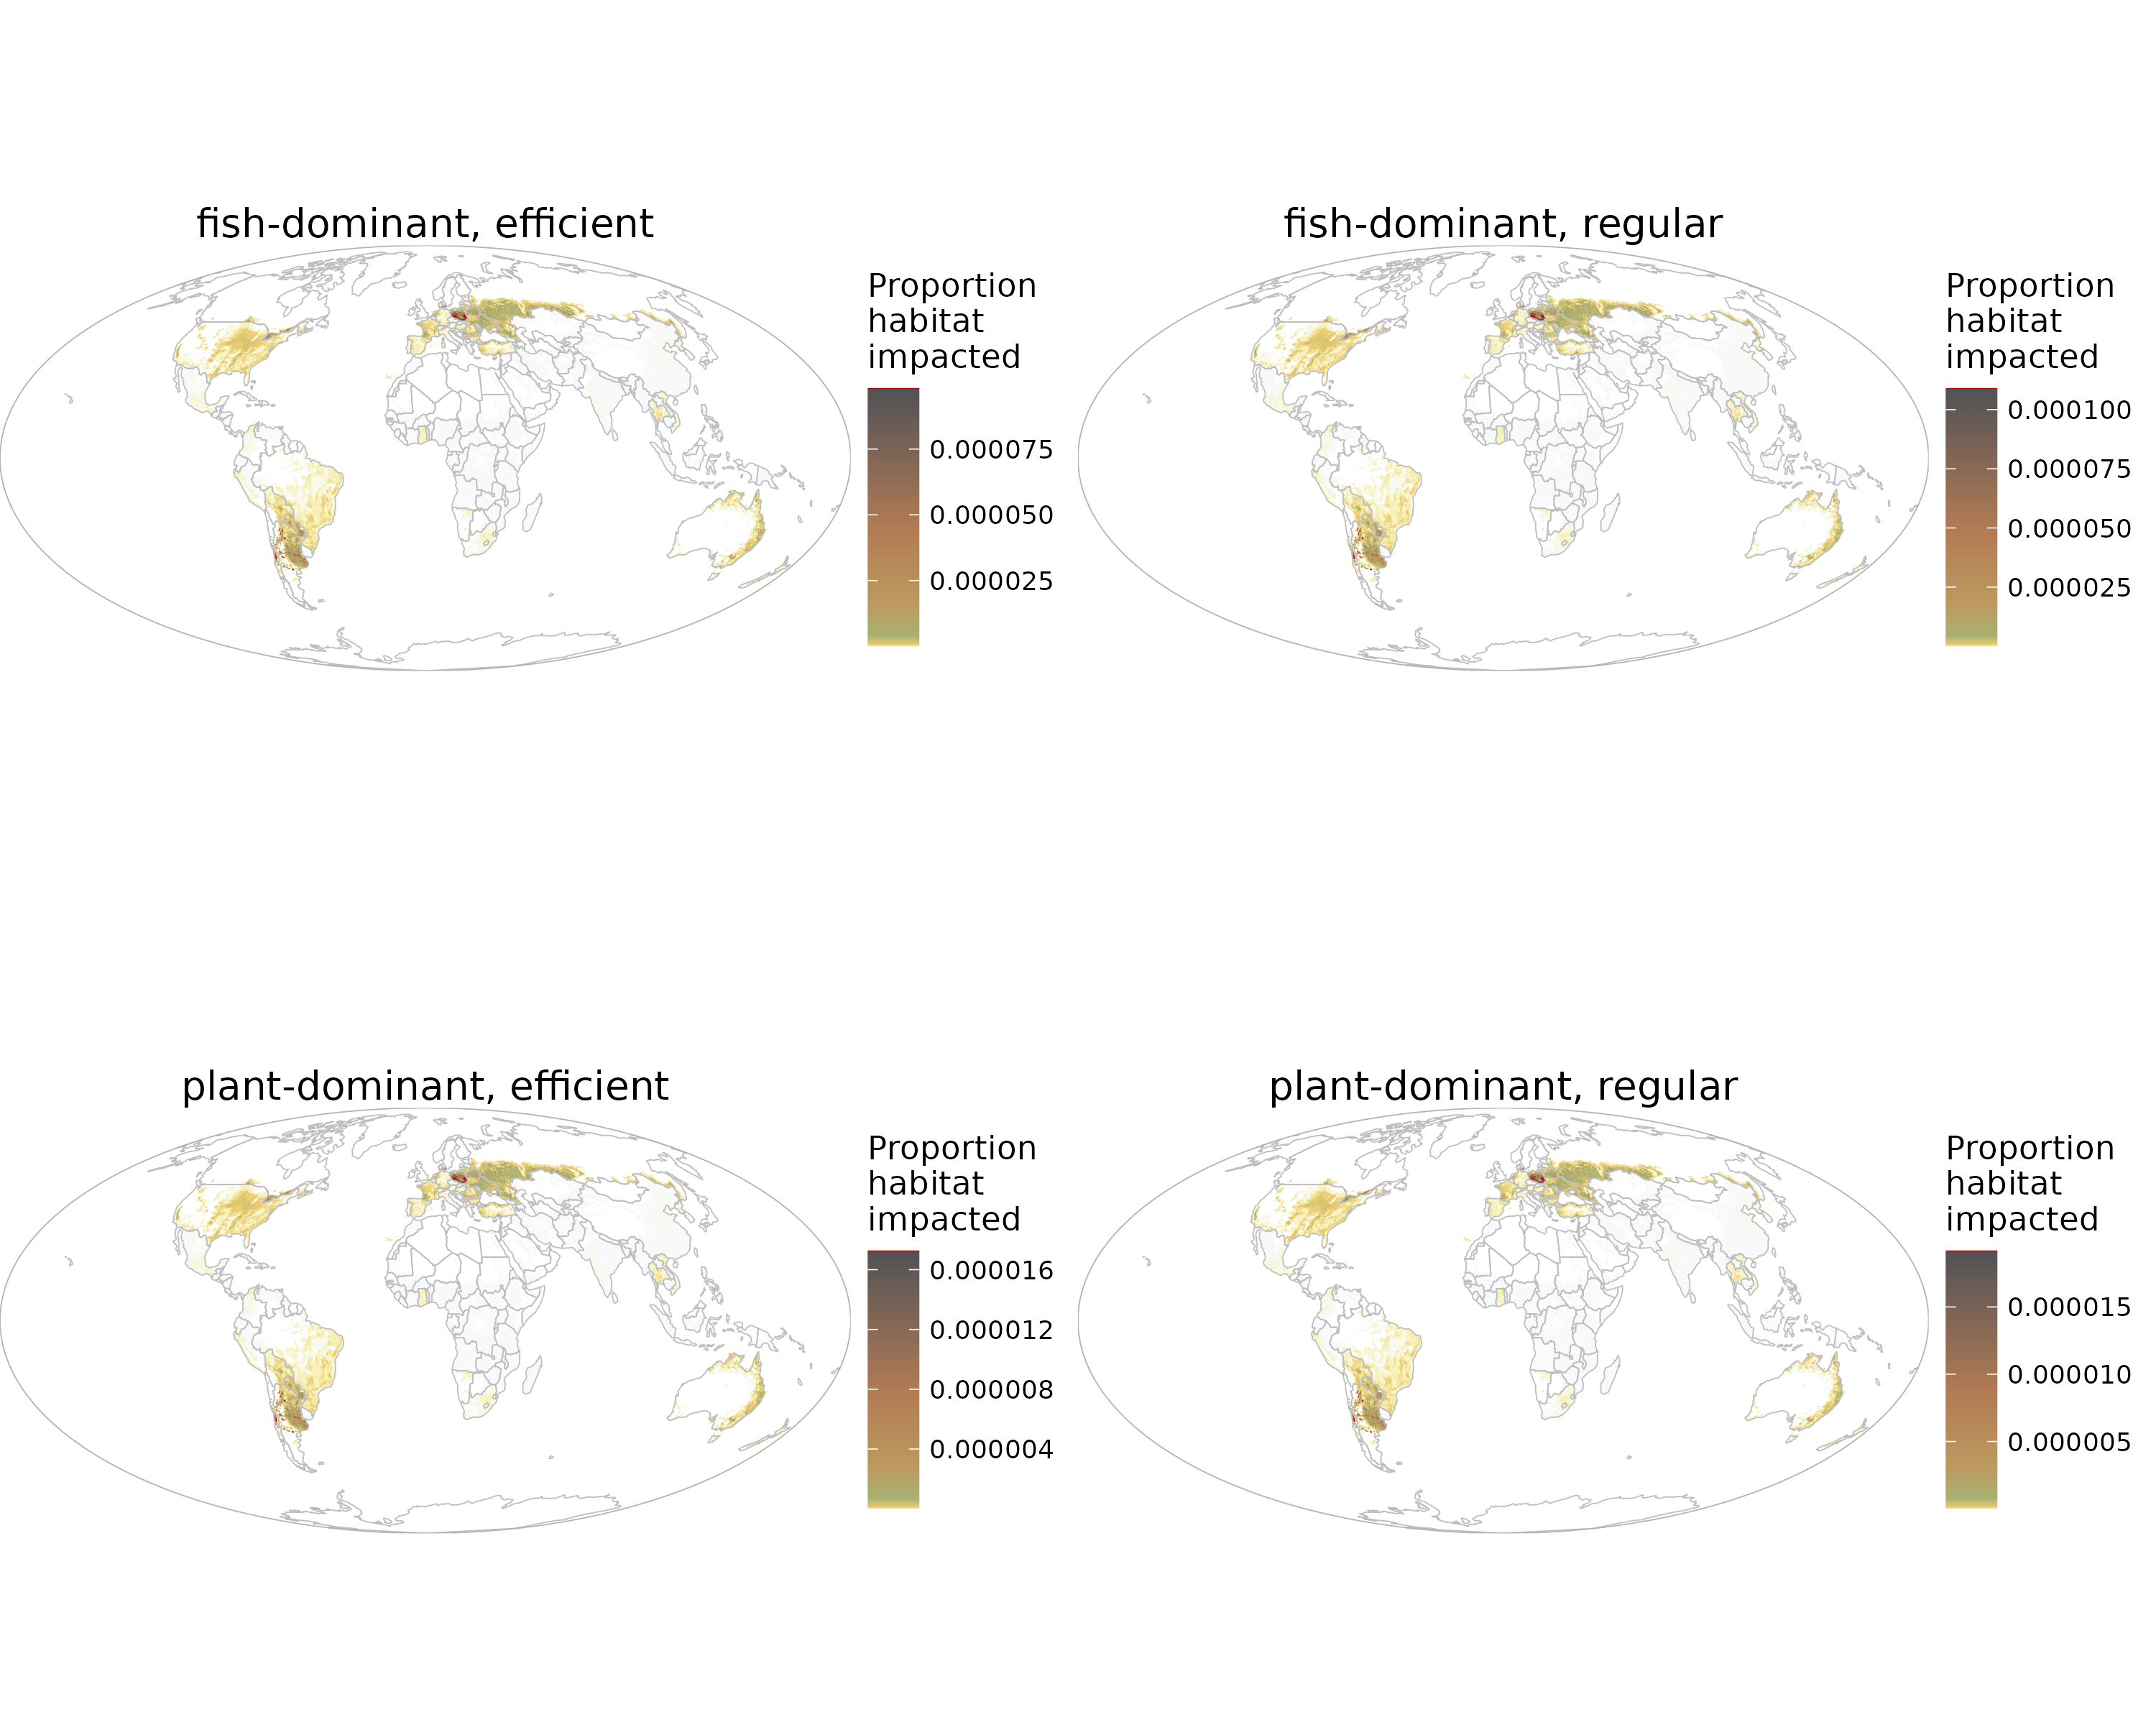 fish-dominant, efficient
Proportion
habitat
impacted
0.000075
0.000050
0.000025
fish-dominant, regular
Proportion
habitat
impacted
0.000100
0.000075
0.000050
0.000025
plant-dominant, efficient
Proportion
habitat
impacted
0.000016
0.000012
0.000008
0.000004
plant-dominant, regular
Proportion
habitat
impacted
0.000015
0.000010
0.000005